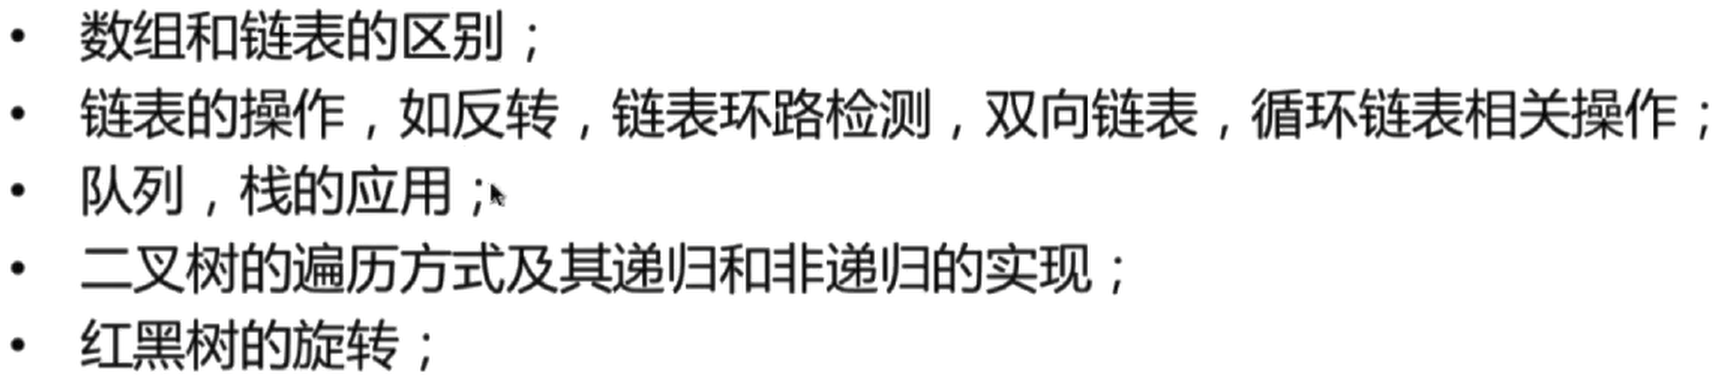 • 数组和链表的区别；
• 链表的操作，如反转，链表环路检测，双向链表，循环链表相关操作；
• 队列，栈的应用；
• 二叉树的遍历方式及其递归和非递归的实现；
• 红黑树的旋转；